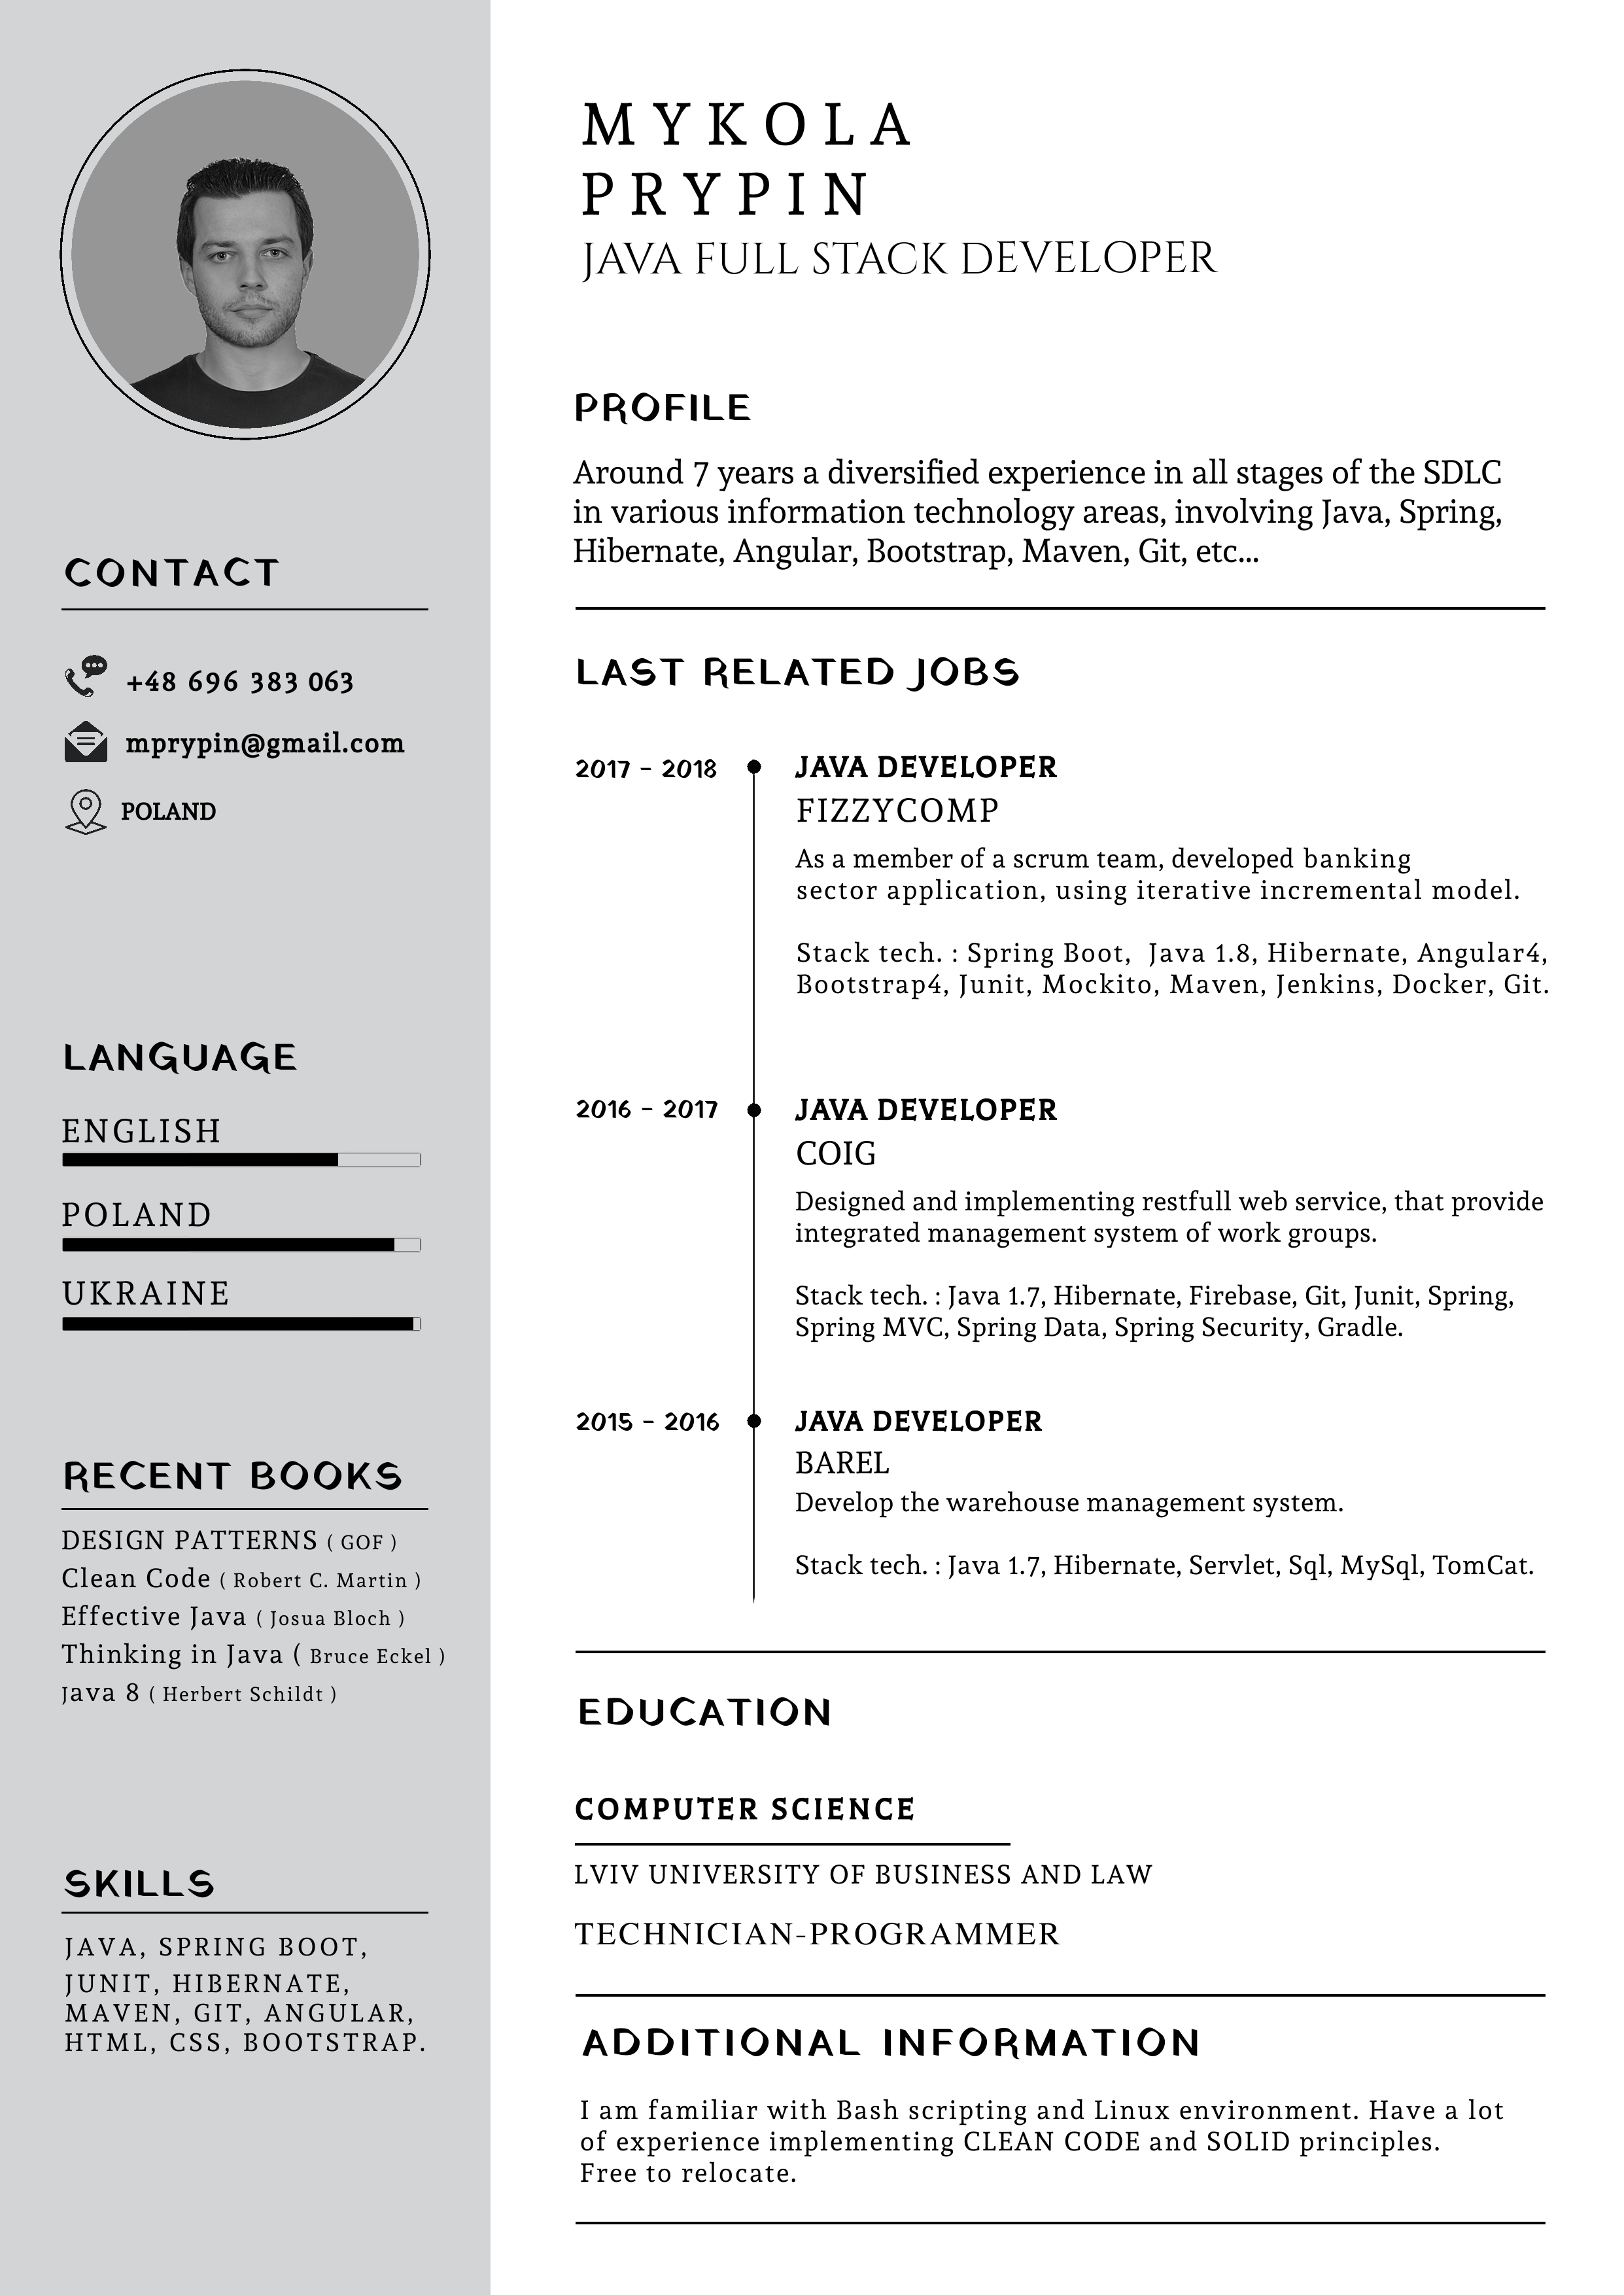 MYKOLA
PRYPIN
JAVA FULL STACK DEVELOPER
CONTACT
+48 696 383 063
mprypin@gmail.com
POLAND
LANGUAGE
ENGLISH
POLAND
UKRAINE
RECENT BOOKS
DESIGN PATTERNS ( GOF )
Clean Code ( Robert C. Martin )
Effective Java ( Josua Bloch )
Thinking in Java ( Bruce Eckel )
Java 8 ( Herbert Schildt )
SKILLS
JAVA, SPRING BOOT,
JUNIT, HIBERNATE,
MAVEN, GIT, ANGULAR,
HTML, CSS, BOOTSTRAP.
PROFILE
Around 7 years a diversified experience in all stages of the SDLC
in various information technology areas, involving Java, Spring,
Hibernate, Angular, Bootstrap, Maven, Git, etc...
LAST RELATED JOBS
2017 - 2018
JAVA DEVELOPER
FIZZYCOMP
As a member of a scrum team, developed banking
sector application, using iterative incremental model.
Stack tech. : Spring Boot, Java 1.8, Hibernate, Angular4,
Bootstrap4, Junit, Mockito, Maven, Jenkins, Docker, Git.
2016 - 2017
JAVA DEVELOPER
COIG
Designed and implementing restfull web service, that provide
integrated management system of work groups.
Stack tech. : Java 1.7, Hibernate, Firebase, Git, Junit, Spring,
Spring MVC, Spring Data, Spring Security, Gradle.
2015 - 2016
JAVA DEVELOPER
BAREL
Develop the warehouse management system.
Stack tech. : Java 1.7, Hibernate, Servlet, Sql, MySql, TomCat.
EDUCATION
COMPUTER SCIENCE
LVIV UNIVERSITY OF BUSINESS AND LAW
TECHNICIAN-PROGRAMMER
ADDITIONAL INFORMATION
I am familiar with Bash scripting and Linux environment. Have a lot
of experience implementing CLEAN CODE and SOLID principles.
Free to relocate.